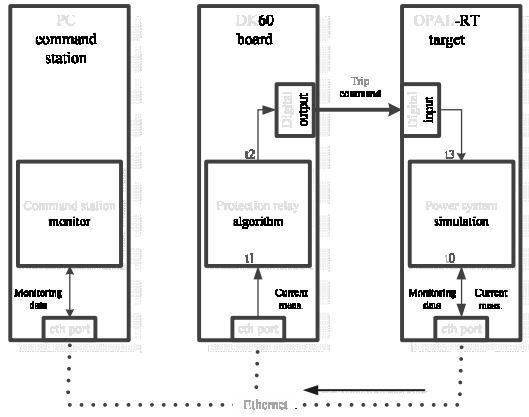 PC
command
station
Command station
monitor
Monitoring
data
eth port
DK60
board
Digital
output
t2
Protection relay
algorithm
t1
Current
meas.
eth port
Trip
command
OPAL-RT
target
Digital
input
t3
Power system
simulation
t0
Monitoring
data
Current
meas.
eth port
Ethernet